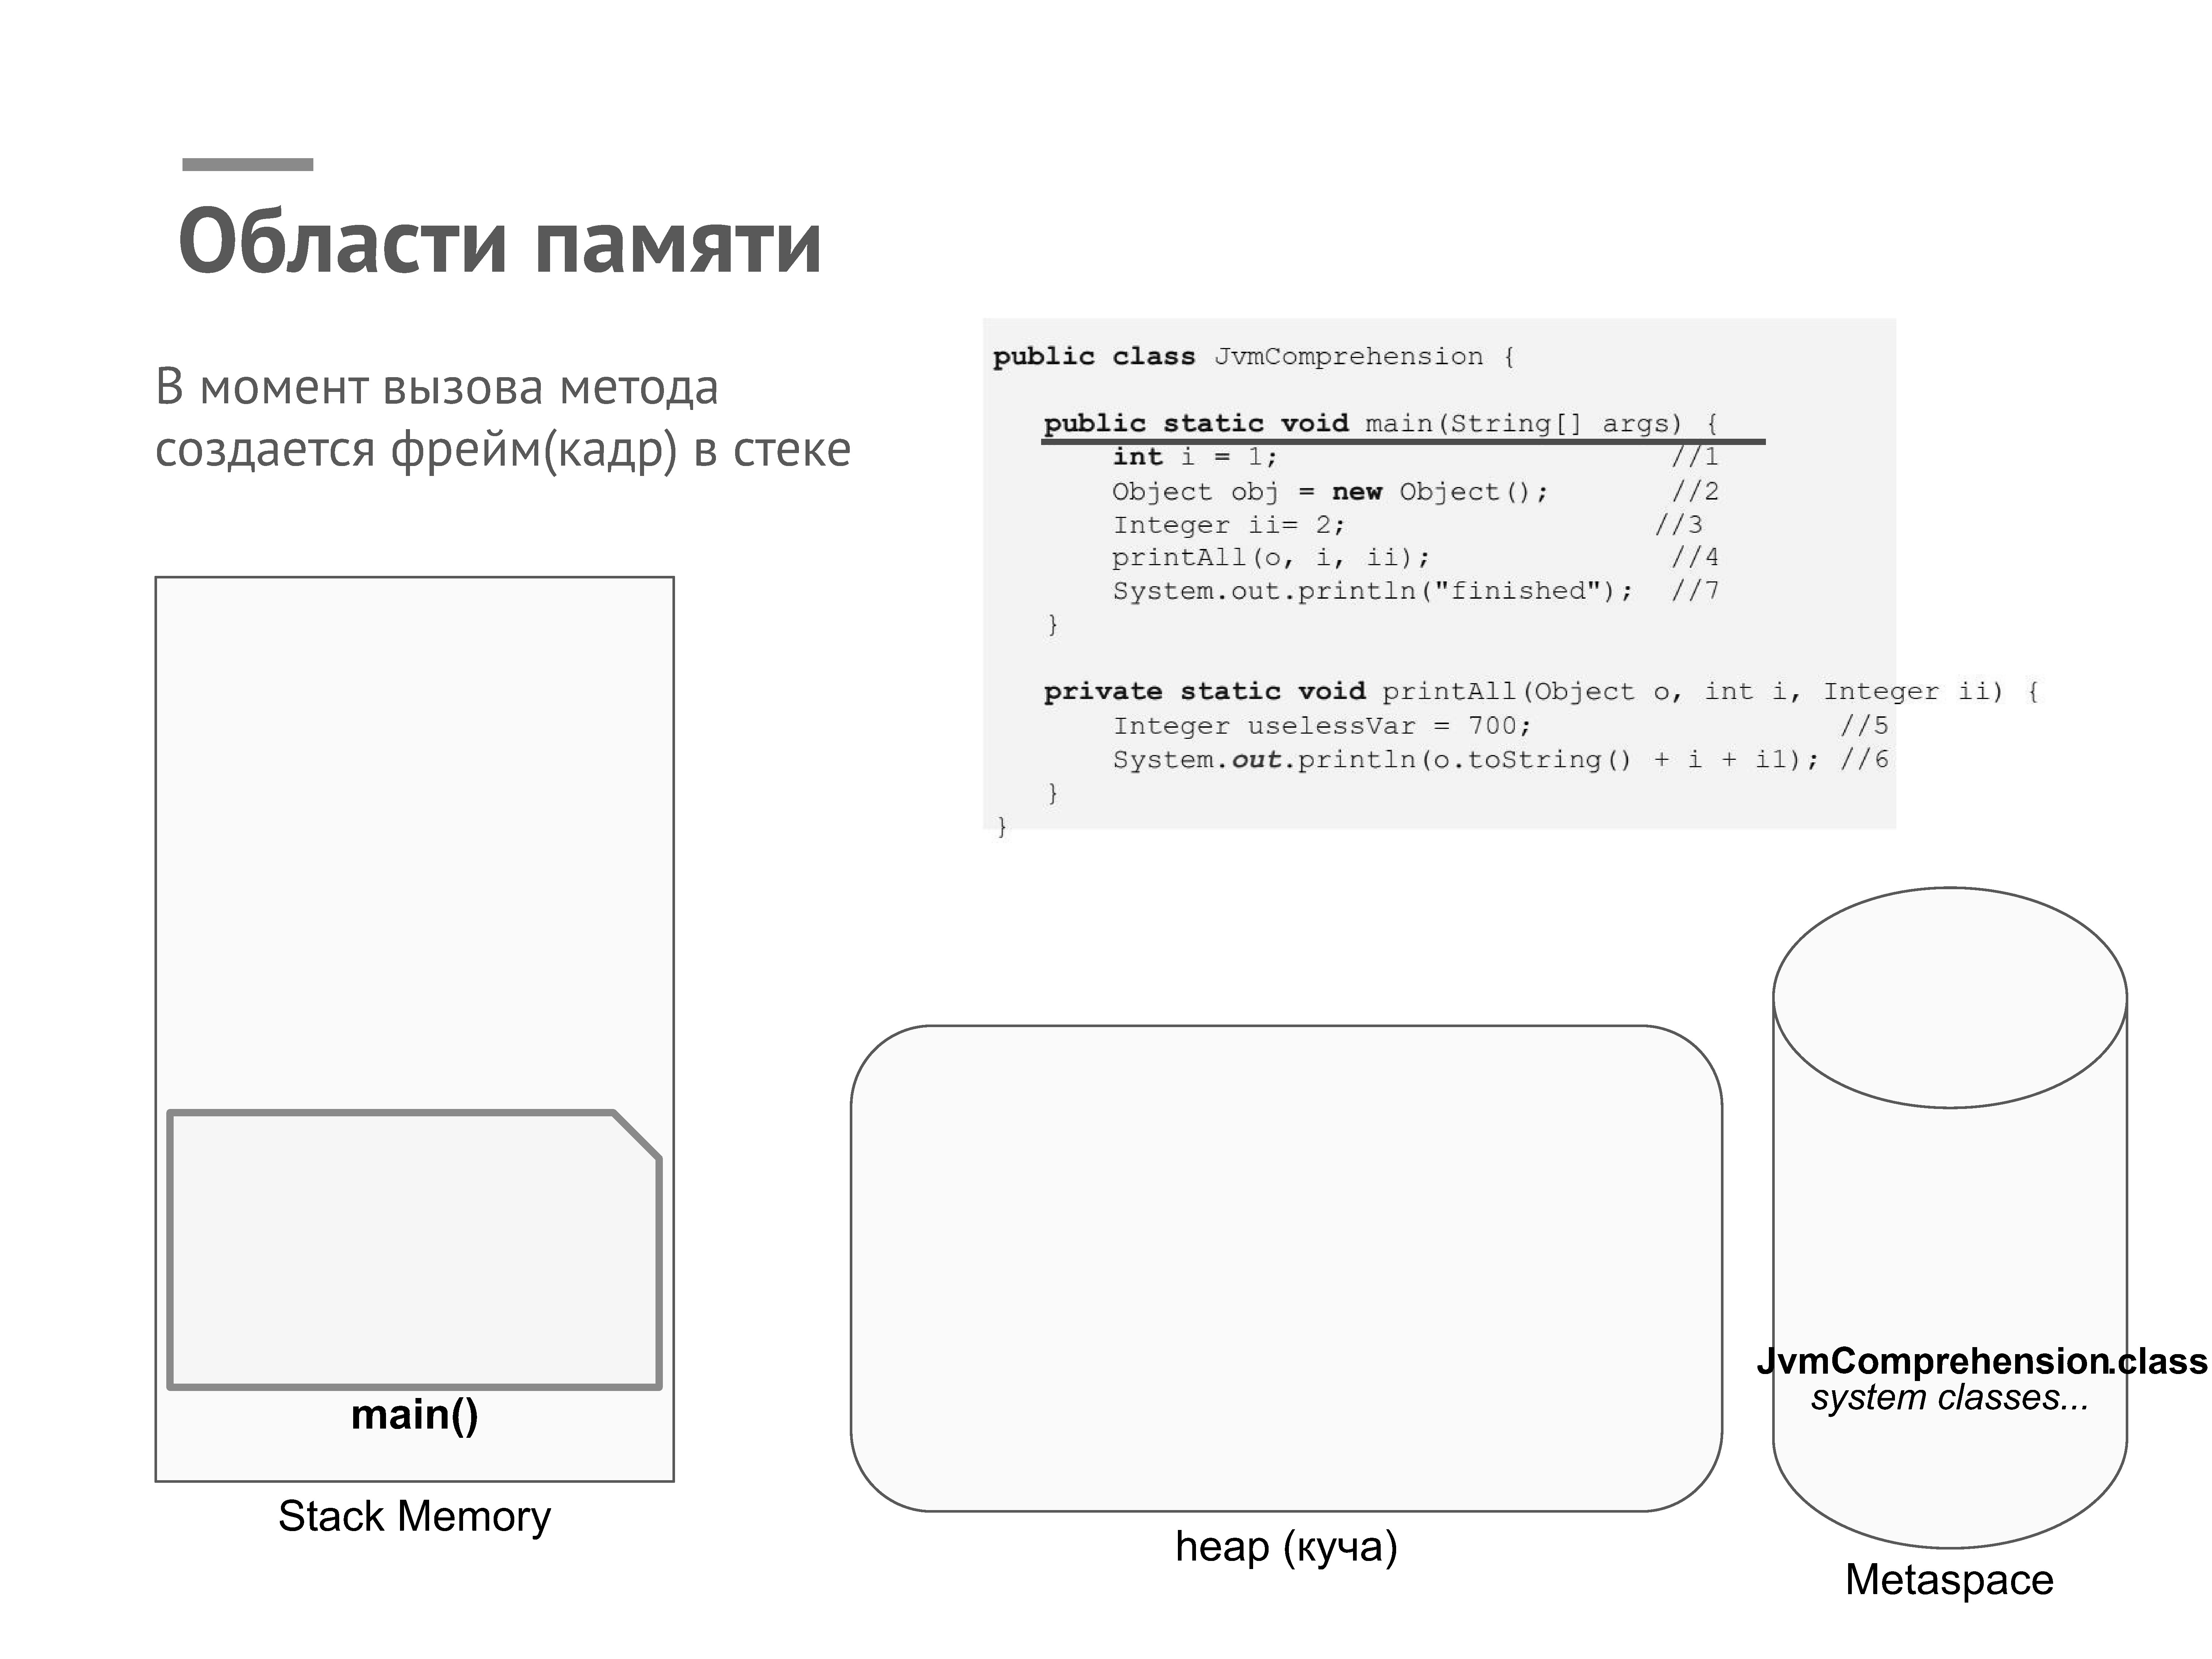 Области памяти
В момент вызова метода
создается фрейм(кадр) в стеке
public class JvmComprehension {
public static void main(String[] args) {
int i = 1; //1
Object obj = new Object(); //2
Integer ii= 2; //3
printAll(o, i, ii); //4
System.out.println("finished"); //7
}
private static void printAll(Object o, int i, Integer ii) {
Integer uselessVar = 700; //5
System.out.println(o.toString() + i + i1); //6
}
}
main()
Stack Memory
heap (куча)
JvmComprehension.class
system classes...
Metaspace